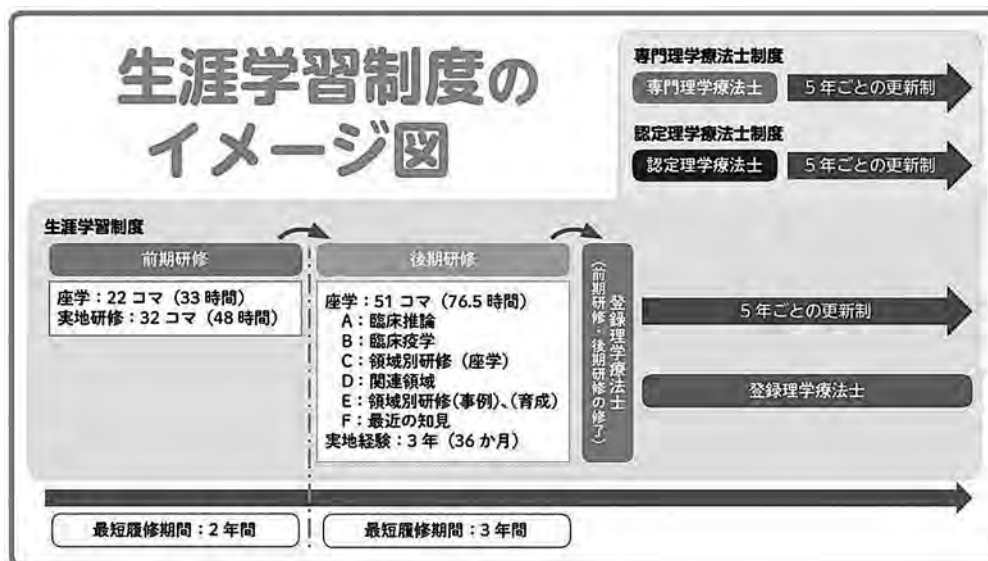 生涯学習制度の
イメージ図
専門理学療法士制度
専門理学療法士
5年ごとの更新制
認定理学療法士制度
認定理学療法士
5年ごとの更新制
生涯学習制度
前期研修
座学：22コマ（33時間）
実地研修：32コマ（48時間）
後期研修
座学：51コマ（76.5時間）
A：臨床推論
B：臨床疫学
C：領域別研修（座学）
D：関連領域
E：領域別研修（事例）、（育成）
F：最近の知見
実地経験：3年（36か月）
登録理学療法士
（前期研修・後期研修の修了）
5年ごとの更新制
登録理学療法士
最短履修期間：2年間
最短履修期間：3年間